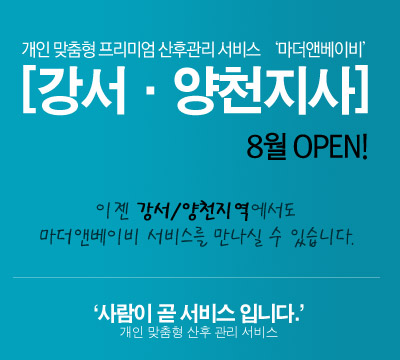 개인 맞춤형 프리미엄 산후관리 서비스 ‘마더앤베이비’
[강서 · 양천지사]
8월 OPEN!
이젠 강서/양천지역에서도
마더앤베이비 서비스를 만나실 수 있습니다.
‘사람이 곧 서비스 입니다.’
개인 맞춤형 산후 관리 서비스